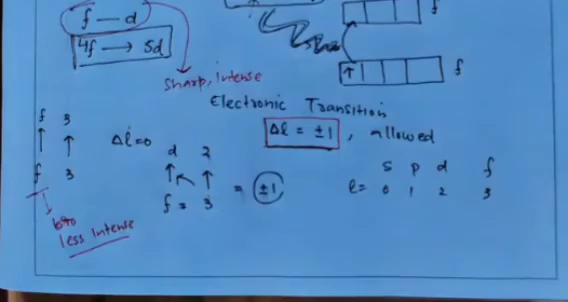 f — d
4f → 5d
sharp, intense
f
↑ f
Electronic Transition
Δl = ±1 , allowed
f 3
↑ ↑
f 3
Δl=0
d 2
↑ ↑
f = 3 = ±1
s p d f
l= 0 1 2 3
less intense